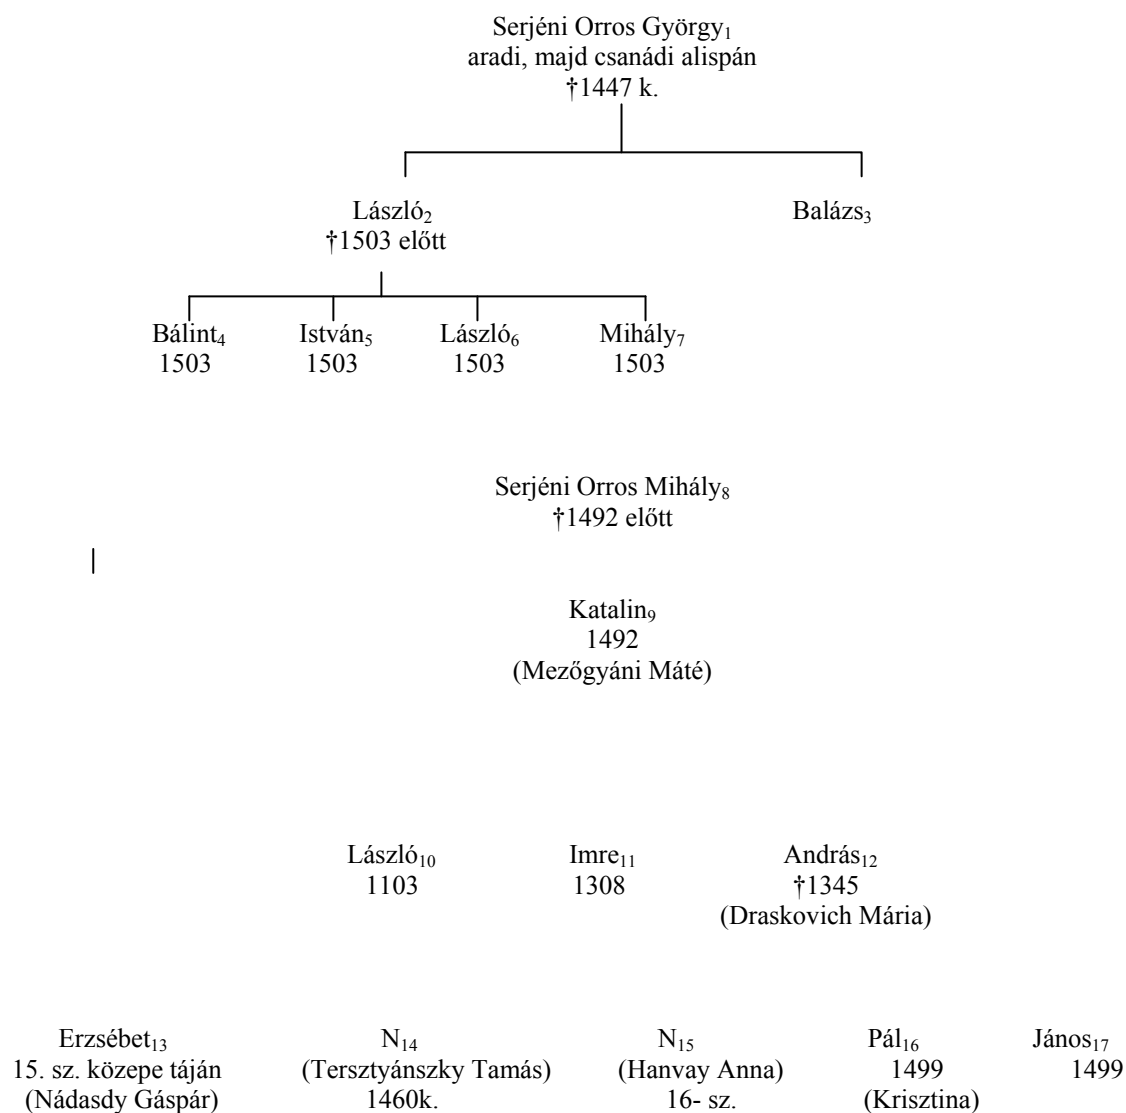 Serjéni Orros György₁
aradi, majd csanádi alispán
†1447 k.
László₂ Balázs₃
†1503 előtt
Bálint₄ István₅ László₆ Mihály₇
1503 1503 1503 1503
Serjéni Orros Mihály₈
†1492 előtt
Katalin₉
1492
(Mezőgyáni Máté)
László₁₀ Imre₁₁ András₁₂
1103 1308 †1345
(Draskovich Mária)
Erzsébet₁₃ N₁₄ N₁₅ Pál₁₆ János₁₇
15. sz. közepe táján (Tersztyánszky Tamás) (Hanvay Anna) 1499 1499
(Nádasdy Gáspár) 1460k. 16- sz. (Krisztina)